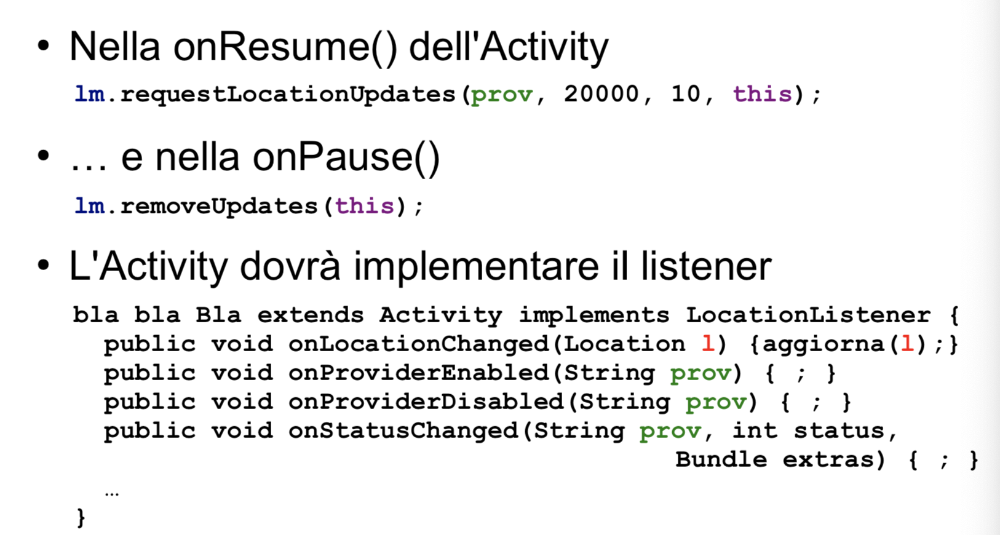 • Nella onResume() dell'Activity
lm.requestLocationUpdates(prov, 20000, 10, this);
• … e nella onPause()
lm.removeUpdates(this);
• L'Activity dovrà implementare il listener
bla bla Bla extends Activity implements LocationListener {
public void onLocationChanged(Location l) {aggiorna(l);}
public void onProviderEnabled(String prov) { ; }
public void onProviderDisabled(String prov) { ; }
public void onStatusChanged(String prov, int status,
Bundle extras) { ; }
…
}